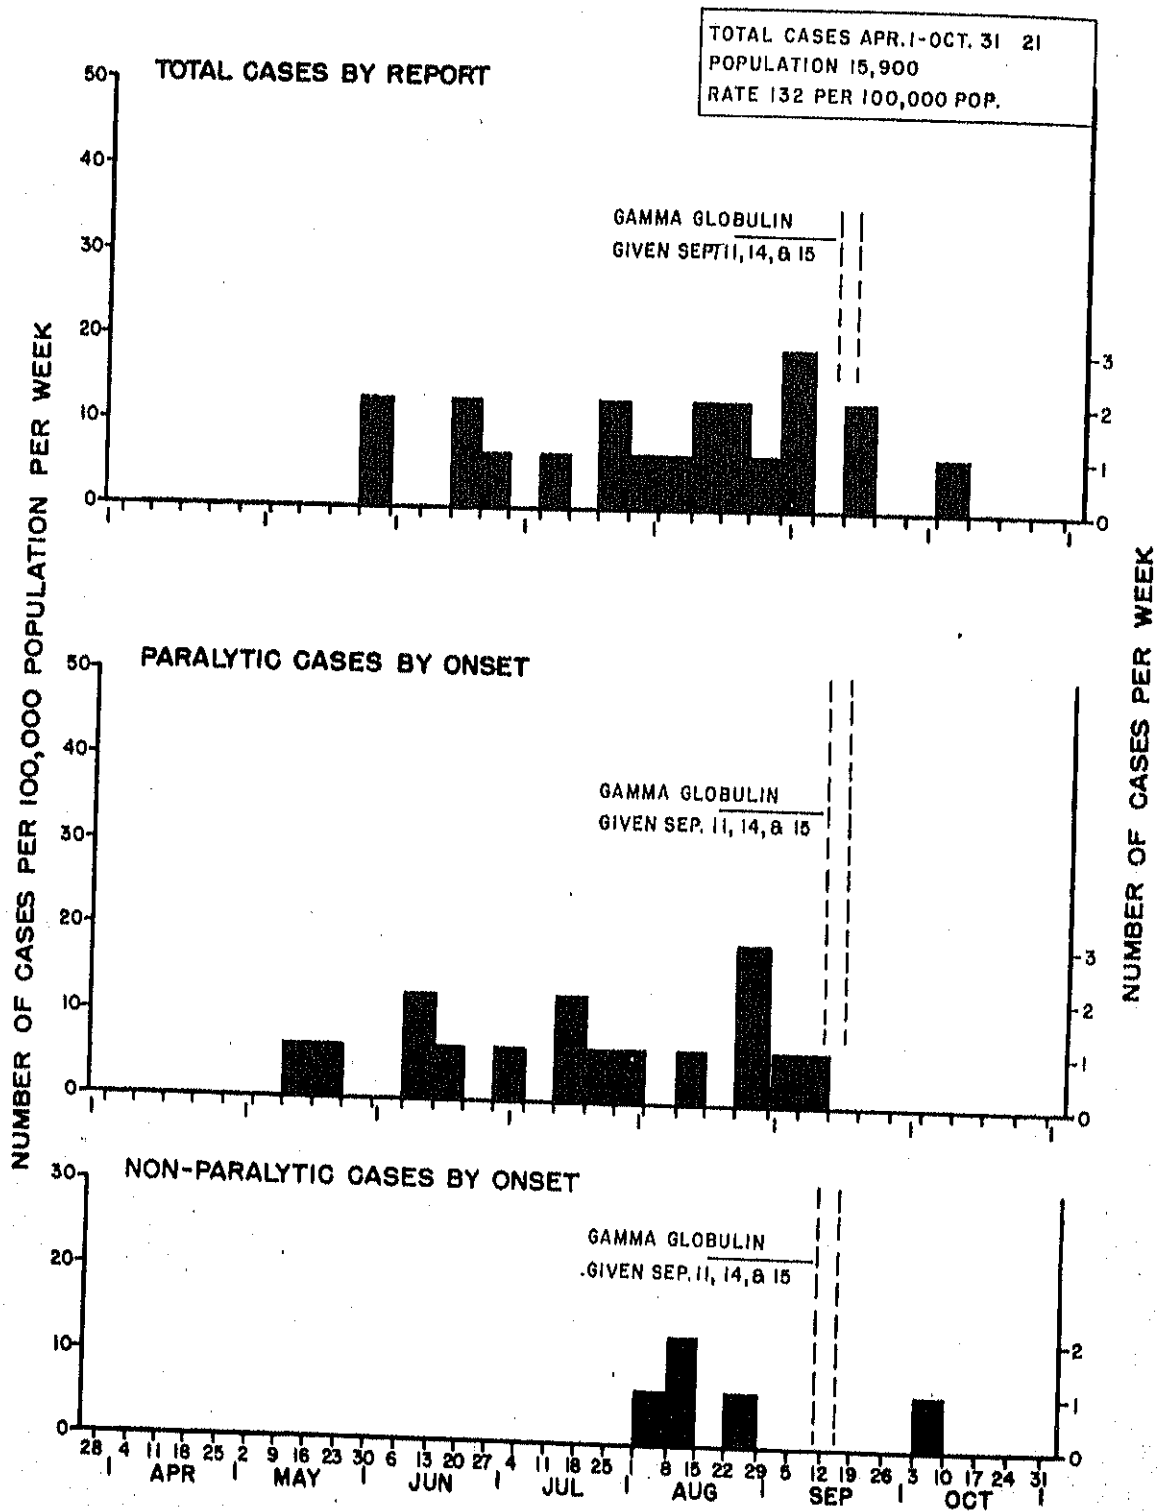 TOTAL CASES APR. 1-OCT. 31 21
POPULATION 15,900
RATE 132 PER 100,000 POP.
TOTAL CASES BY REPORT
50
40
30
20
10
0
GAMMA GLOBULIN
GIVEN SEPT 11, 14, & 15
3
2
1
0
NUMBER OF CASES PER 100,000 POPULATION PER WEEK
NUMBER OF CASES PER WEEK
PARALYTIC CASES BY ONSET
50
40
30
20
10
0
GAMMA GLOBULIN
GIVEN SEP. 11, 14, & 15
3
2
1
0
NON-PARALYTIC CASES BY ONSET
30
20
10
0
GAMMA GLOBULIN
GIVEN SEP. 11, 14, & 15
2
1
0
28 4 11 18 25 2 9 16 23 30 6 13 20 27 4 11 18 25 1 8 15 22 29 5 12 19 26 3 10 17 24 31
APR MAY JUN JUL AUG SEP OCT